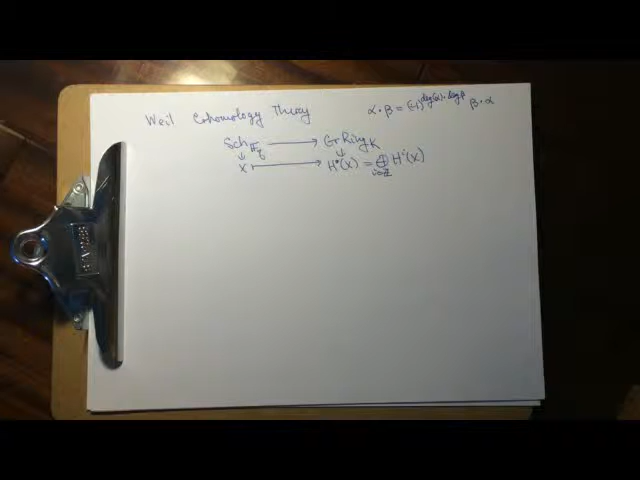 Weil Cohomology Theory α · β = (-1)^{deg(α)·deg β} β · α
Sch_{F_q} ⟶ GrRing_K
X ⟼ H^•(X) = ⊕_{i∈Z} H^i(X)